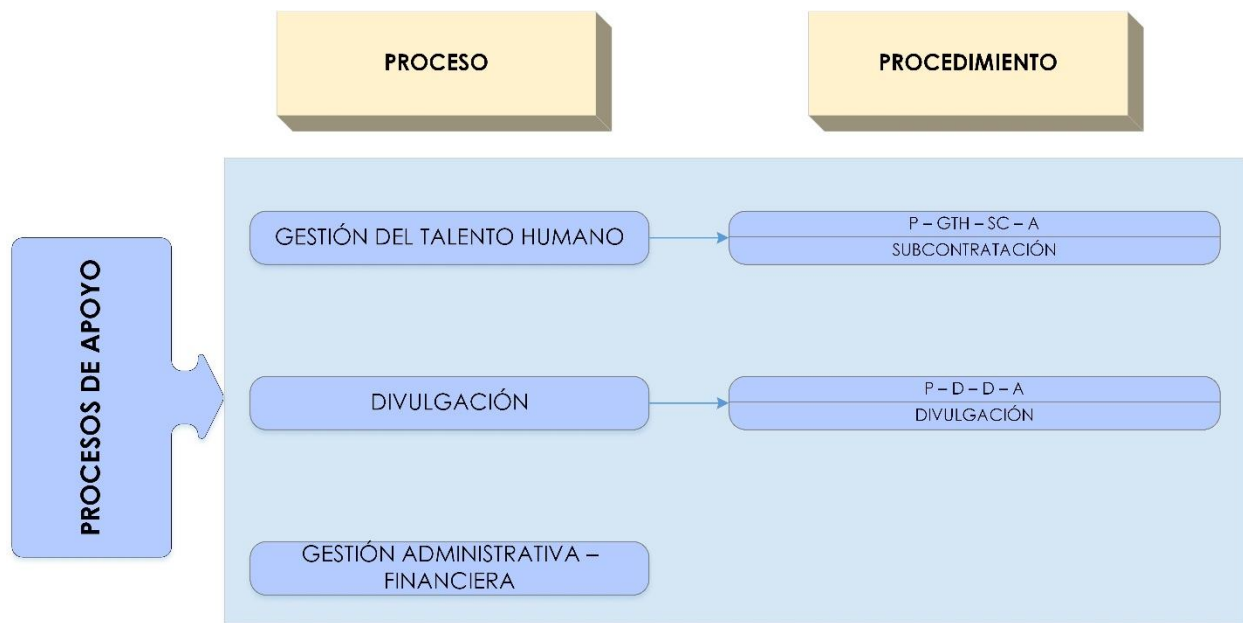 PROCESO
PROCEDIMIENTO
PROCESOS DE APOYO
GESTIÓN DEL TALENTO HUMANO
P – GTH – SC – A
SUBCONTRATACIÓN
DIVULGACIÓN
P – D – D – A
DIVULGACIÓN
GESTIÓN ADMINISTRATIVA –
FINANCIERA